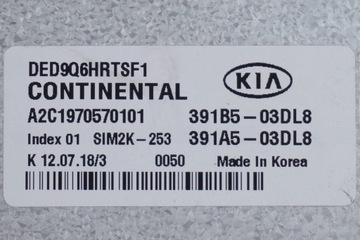 DED9Q6HRTSF1
CONTINENTAL KIA
A2C1970570101 391B5-03DL8
Index 01 SIM2K-253 391A5-03DL8
K 12.07.18/3 0050 Made in Korea